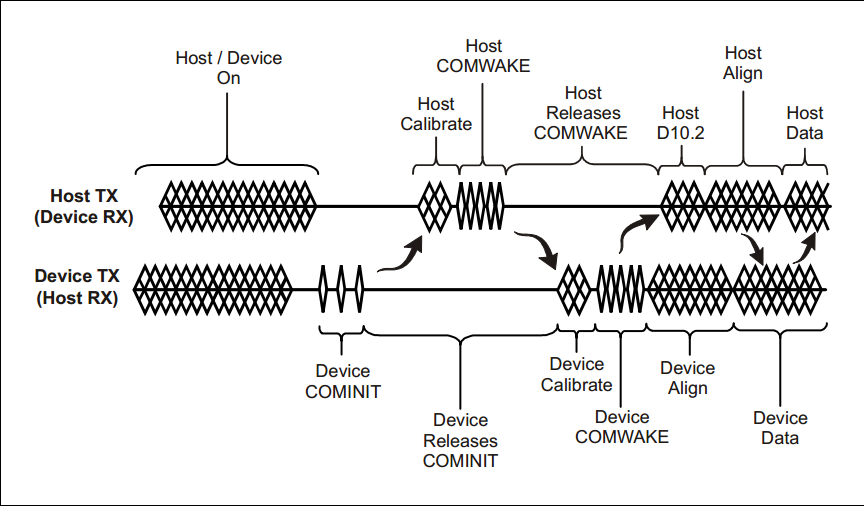 Host / Device
On
Host
COMWAKE
Host
Calibrate
Host
Releases
COMWAKE
Host
D10.2
Host
Align
Host
Data
Host TX
(Device RX)
Device TX
(Host RX)
Device
COMINIT
Device
Releases
COMINIT
Device
Calibrate
Device
COMWAKE
Device
Align
Device
Data